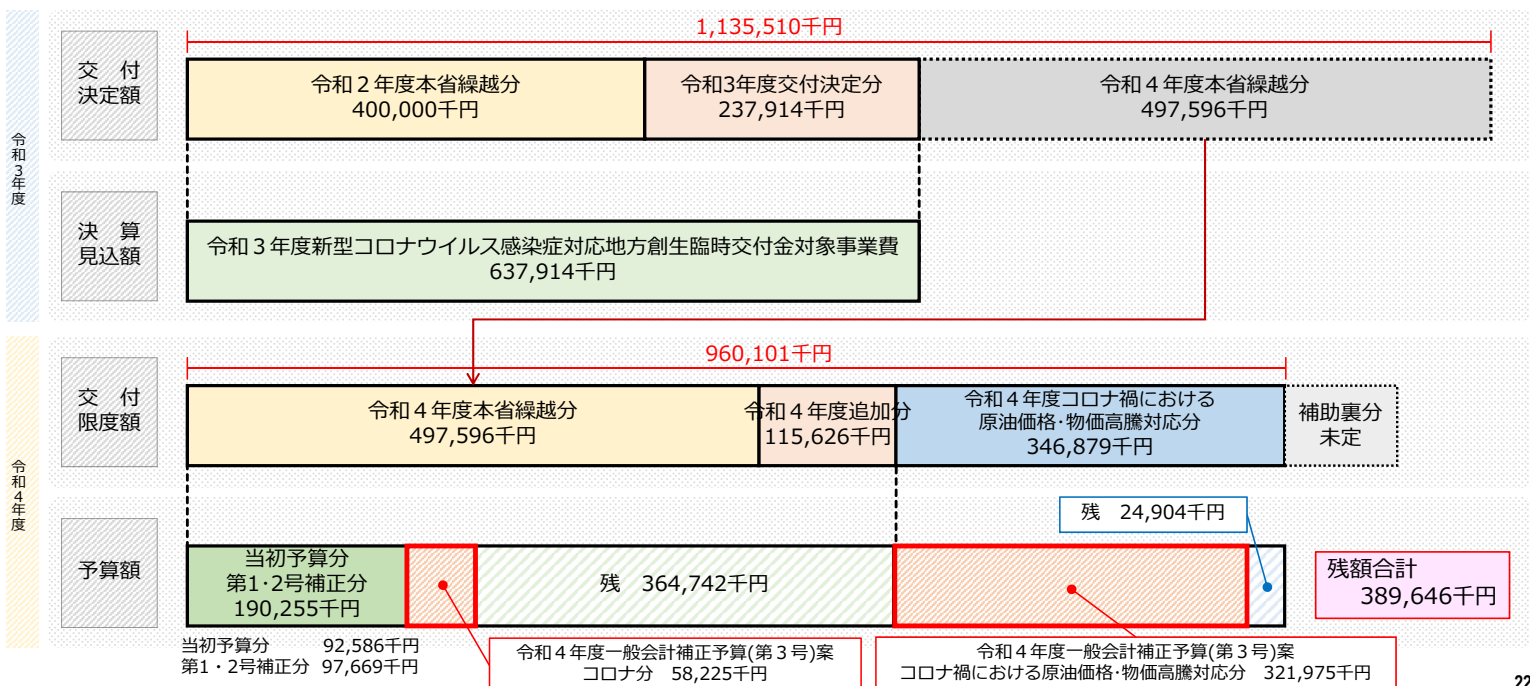 令和３年度
1,135,510千円
交　付
決定額
令和２年度本省繰越分
400,000千円
令和3年度交付決定分
237,914千円
令和４年度本省繰越分
497,596千円
決　算
見込額
令和３年度新型コロナウイルス感染症対応地方創生臨時交付金対象事業費
637,914千円
令和４年度
960,101千円
交　付
限度額
令和４年度本省繰越分
497,596千円
令和４年度追加分
115,626千円
令和４年度コロナ禍における
原油価格･物価高騰対応分
346,879千円
補助裏分
未定
残　24,904千円
予算額
当初予算分
第1･2号補正分
190,255千円
残　364,742千円
残額合計
389,646千円
当初予算分　　92,586千円
第1・2号補正分 97,669千円
令和４年度一般会計補正予算(第３号)案
コロナ分　58,225千円
令和４年度一般会計補正予算(第３号)案
コロナ禍における原油価格･物価高騰対応分　321,975千円
22